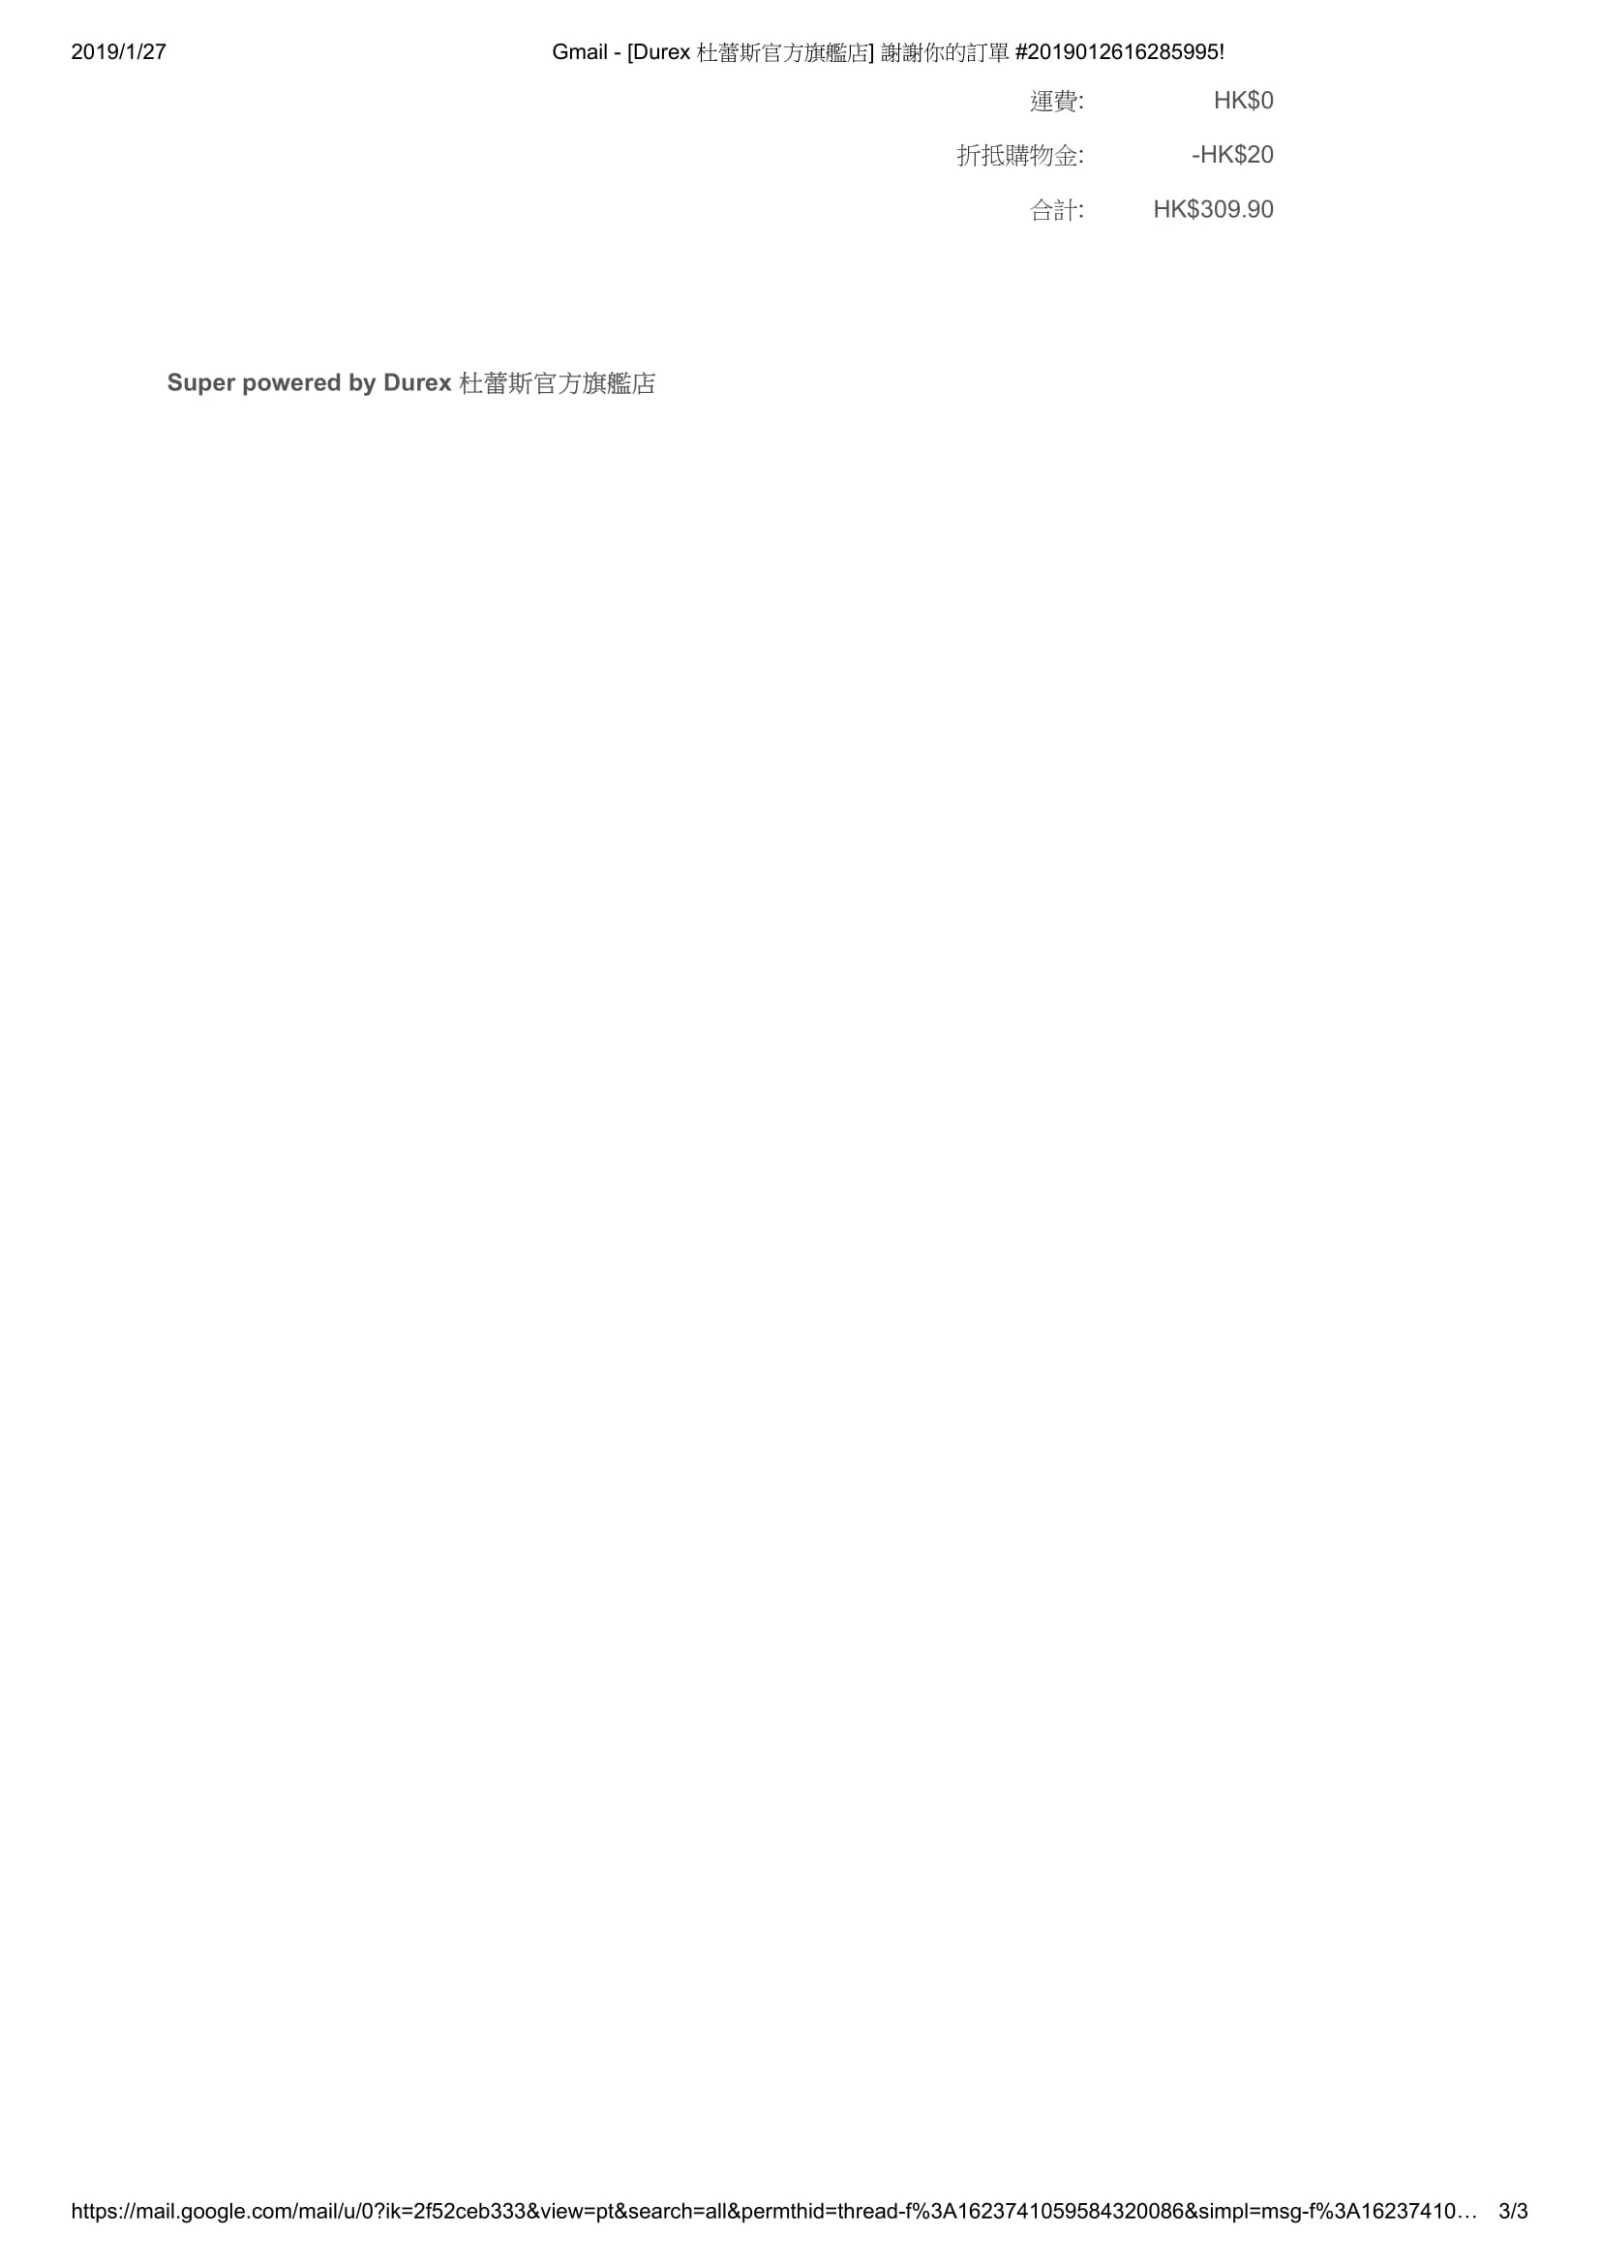 2019/1/27 Gmail - [Durex 杜蕾斯官方旗艦店] 謝謝你的訂單 #2019012616285995!
運費: HK$0
折抵購物金: -HK$20
合計: HK$309.90
Super powered by Durex 杜蕾斯官方旗艦店
https://mail.google.com/mail/u/0?ik=2f52ceb333&view=pt&search=all&permthid=thread-f%3A1623741059584320086&simpl=msg-f%3A16237410… 3/3